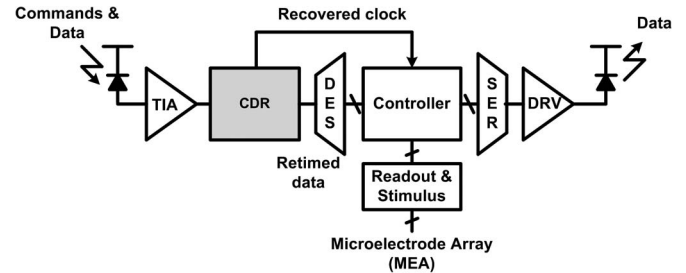 Commands &
Data
Recovered clock
Data
TIA
CDR
D
E
S
Controller
S
E
R
DRV
Retimed
data
Readout &
Stimulus
Microelectrode Array
(MEA)